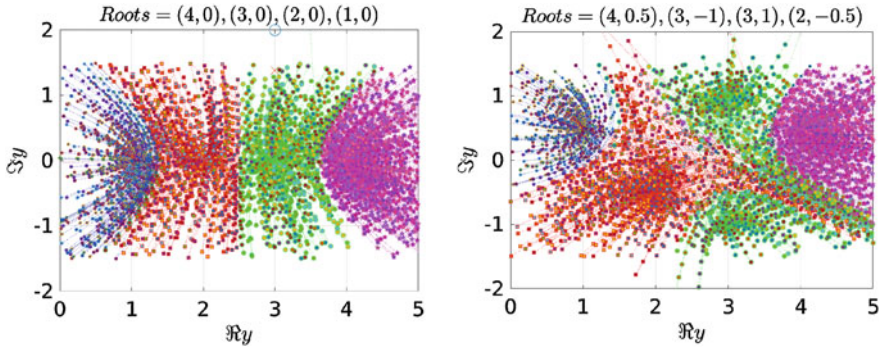 Roots = (4, 0), (3, 0), (2, 0), (1, 0)
2
1
0
-1
-2
ℑy
0 1 2 3 4 5
ℜy
Roots = (4, 0.5), (3, −1), (3, 1), (2, −0.5)
2
1
0
-1
-2
ℑy
0 1 2 3 4 5
ℜy